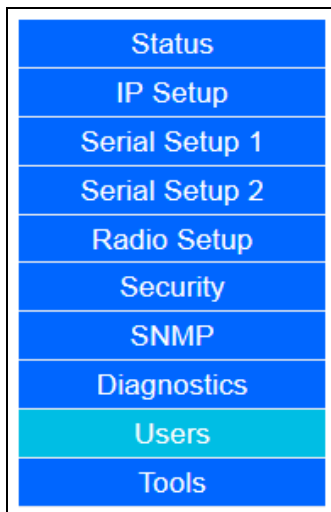 Status
IP Setup
Serial Setup 1
Serial Setup 2
Radio Setup
Security
SNMP
Diagnostics
Users
Tools